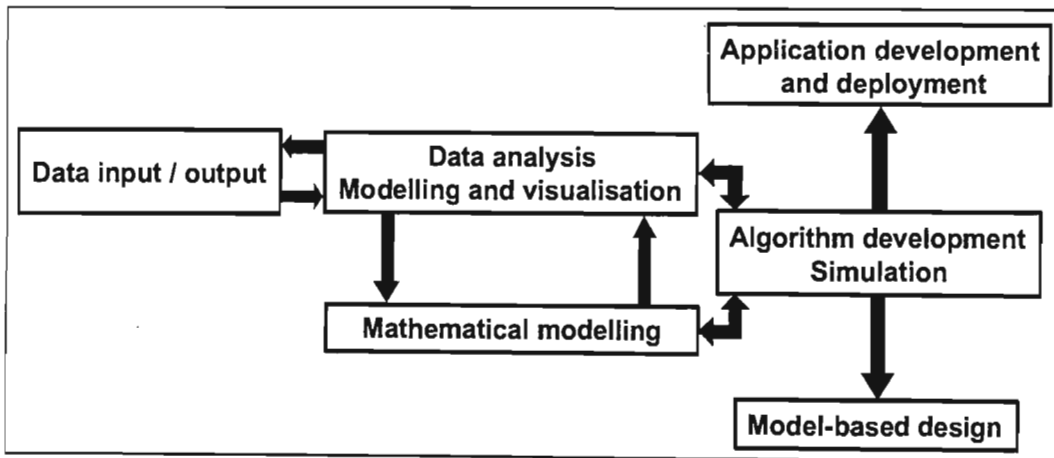 Application development
and deployment
Data input / output
Data analysis
Modelling and visualisation
Algorithm development
Simulation
Mathematical modelling
Model-based design